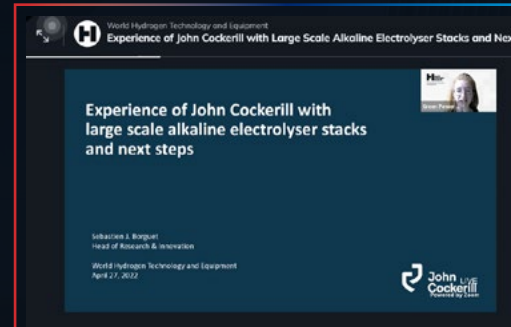 World Hydrogen Technology and Equipment
Experience of John Cockerill with Large Scale Alkaline Electrolyser Stacks and Nex
H
Experience of John Cockerill with
large scale alkaline electrolyser stacks
and next steps
Sebastien J. Borguet
Head of Research & Innovation
World Hydrogen Technology and Equipment
April 27, 2022
John
Cockerill
LIVE
Powered by Zoom